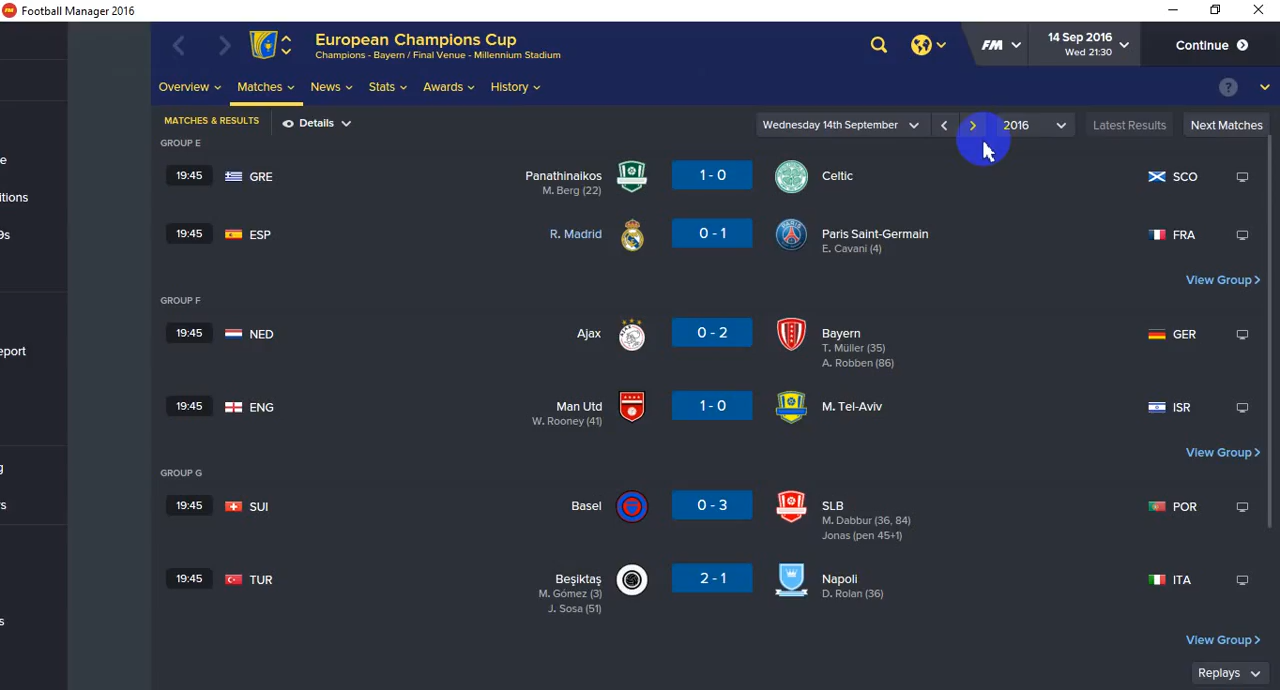 Football Manager 2016
European Champions Cup
Champions - Bayern / Final Venue - Millennium Stadium
FM
14 Sep 2016
Wed 21:30
Continue
Overview Matches News Stats Awards History
?
MATCHES & RESULTS Details Wednesday 14th September 2016 Latest Results Next Matches
GROUP E
19:45 GRE Panathinaikos 1 - 0 Celtic SCO
M. Berg (22)
19:45 ESP R. Madrid 0 - 1 Paris Saint-Germain FRA
E. Cavani (4)
View Group >
GROUP F
19:45 NED Ajax 0 - 2 Bayern GER
T. Müller (35)
A. Robben (86)
19:45 ENG Man Utd 1 - 0 M. Tel-Aviv ISR
W. Rooney (41)
View Group >
GROUP G
19:45 SUI Basel 0 - 3 SLB POR
M. Dabbur (36, 84)
Jonas (pen 45+1)
19:45 TUR Beşiktaş 2 - 1 Napoli ITA
M. Gómez (3) D. Rolan (36)
J. Sosa (51)
View Group >
Replays
e
itions
9s
eport
g
rs
s